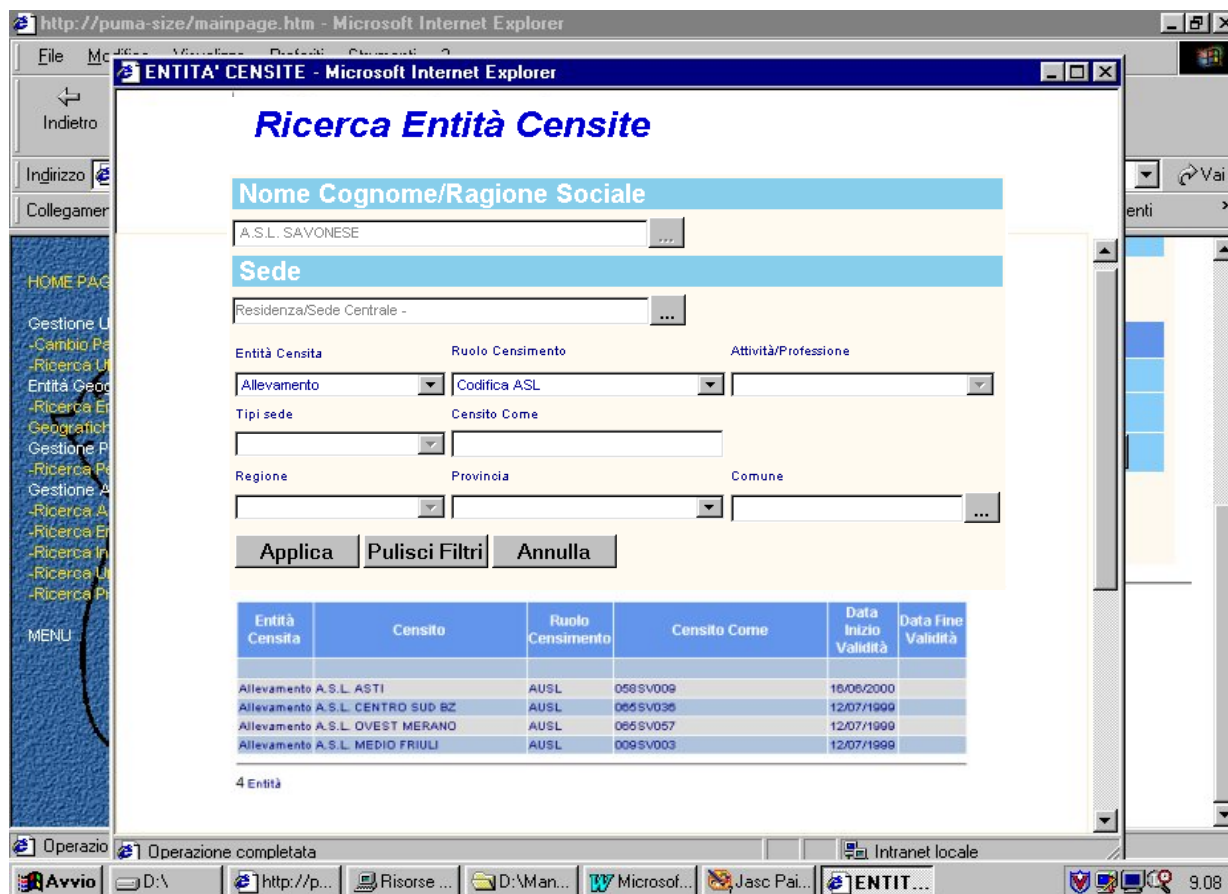 http://puma-size/mainpage.htm - Microsoft Internet Explorer
File
ENTITA' CENSITE - Microsoft Internet Explorer
Indietro
Ricerca Entità Censite
Indirizzo
Vai
Nome Cognome/Ragione Sociale
Collegamen
enti
A.S.L. SAVONESE
...
Sede
HOME PAG
Residenza/Sede Centrale -
...
Gestione U
-Cambio Pa
-Ricerca U
Entità Censita Ruolo Censimento Attività/Professione
Entità Geog
Allevamento Codifica ASL
-Ricerca En
Geografich
Tipi sede Censito Come
Gestione P
-Ricerca Pe
Regione Provincia Comune
Gestione A
-Ricerca A
...
-Ricerca En
-Ricerca In
Applica Pulisci Filtri Annulla
-Ricerca U
-Ricerca Pr
MENU
Entità Censita Censito Ruolo Censimento Censito Come Data Inizio Validità Data Fine Validità
Allevamento A.S.L. ASTI AUSL 058SV009 16/06/2000
Allevamento A.S.L. CENTRO SUD BZ AUSL 065SV036 12/07/1999
Allevamento A.S.L. OVEST MERANO AUSL 065SV057 12/07/1999
Allevamento A.S.L. MEDIO FRIULI AUSL 009SV003 12/07/1999
4 Entità
Operazio
Operazione completata Intranet locale
Avvio D:\ http://p... Risorse ... D:\Man... Microsof... Jasc Pai... ENTIT... 9.08